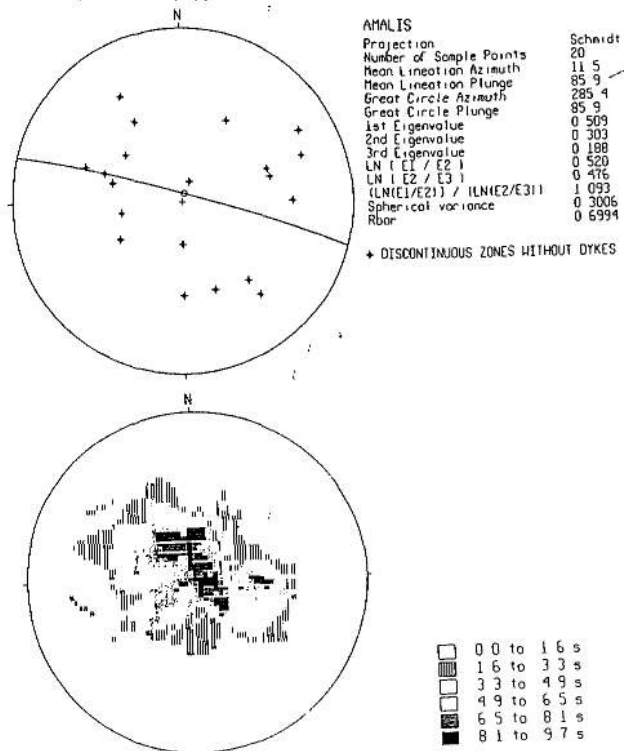 N
AMALIS
Projection Schmidt
Number of Sample Points 20
Mean Lineation Azimuth 11 5
Mean Lineation Plunge 85 9
Great Circle Azimuth 285 4
Great Circle Plunge 85 9
1st Eigenvalue 0 509
2nd Eigenvalue 0 303
3rd Eigenvalue 0 188
LN ( E1 / E2 ) 0 520
LN ( E2 / E3 ) 0 476
(LN(E1/E2)) / (LN(E2/E3)) 1 093
Spherical variance 0 3006
Rbar 0 6994
+ DISCONTINUOUS ZONES WITHOUT DYKES
N
0 0 to 1 6 s
1 6 to 3 3 s
3 3 to 4 9 s
4 9 to 6 5 s
6 5 to 8 1 s
8 1 to 9 7 s